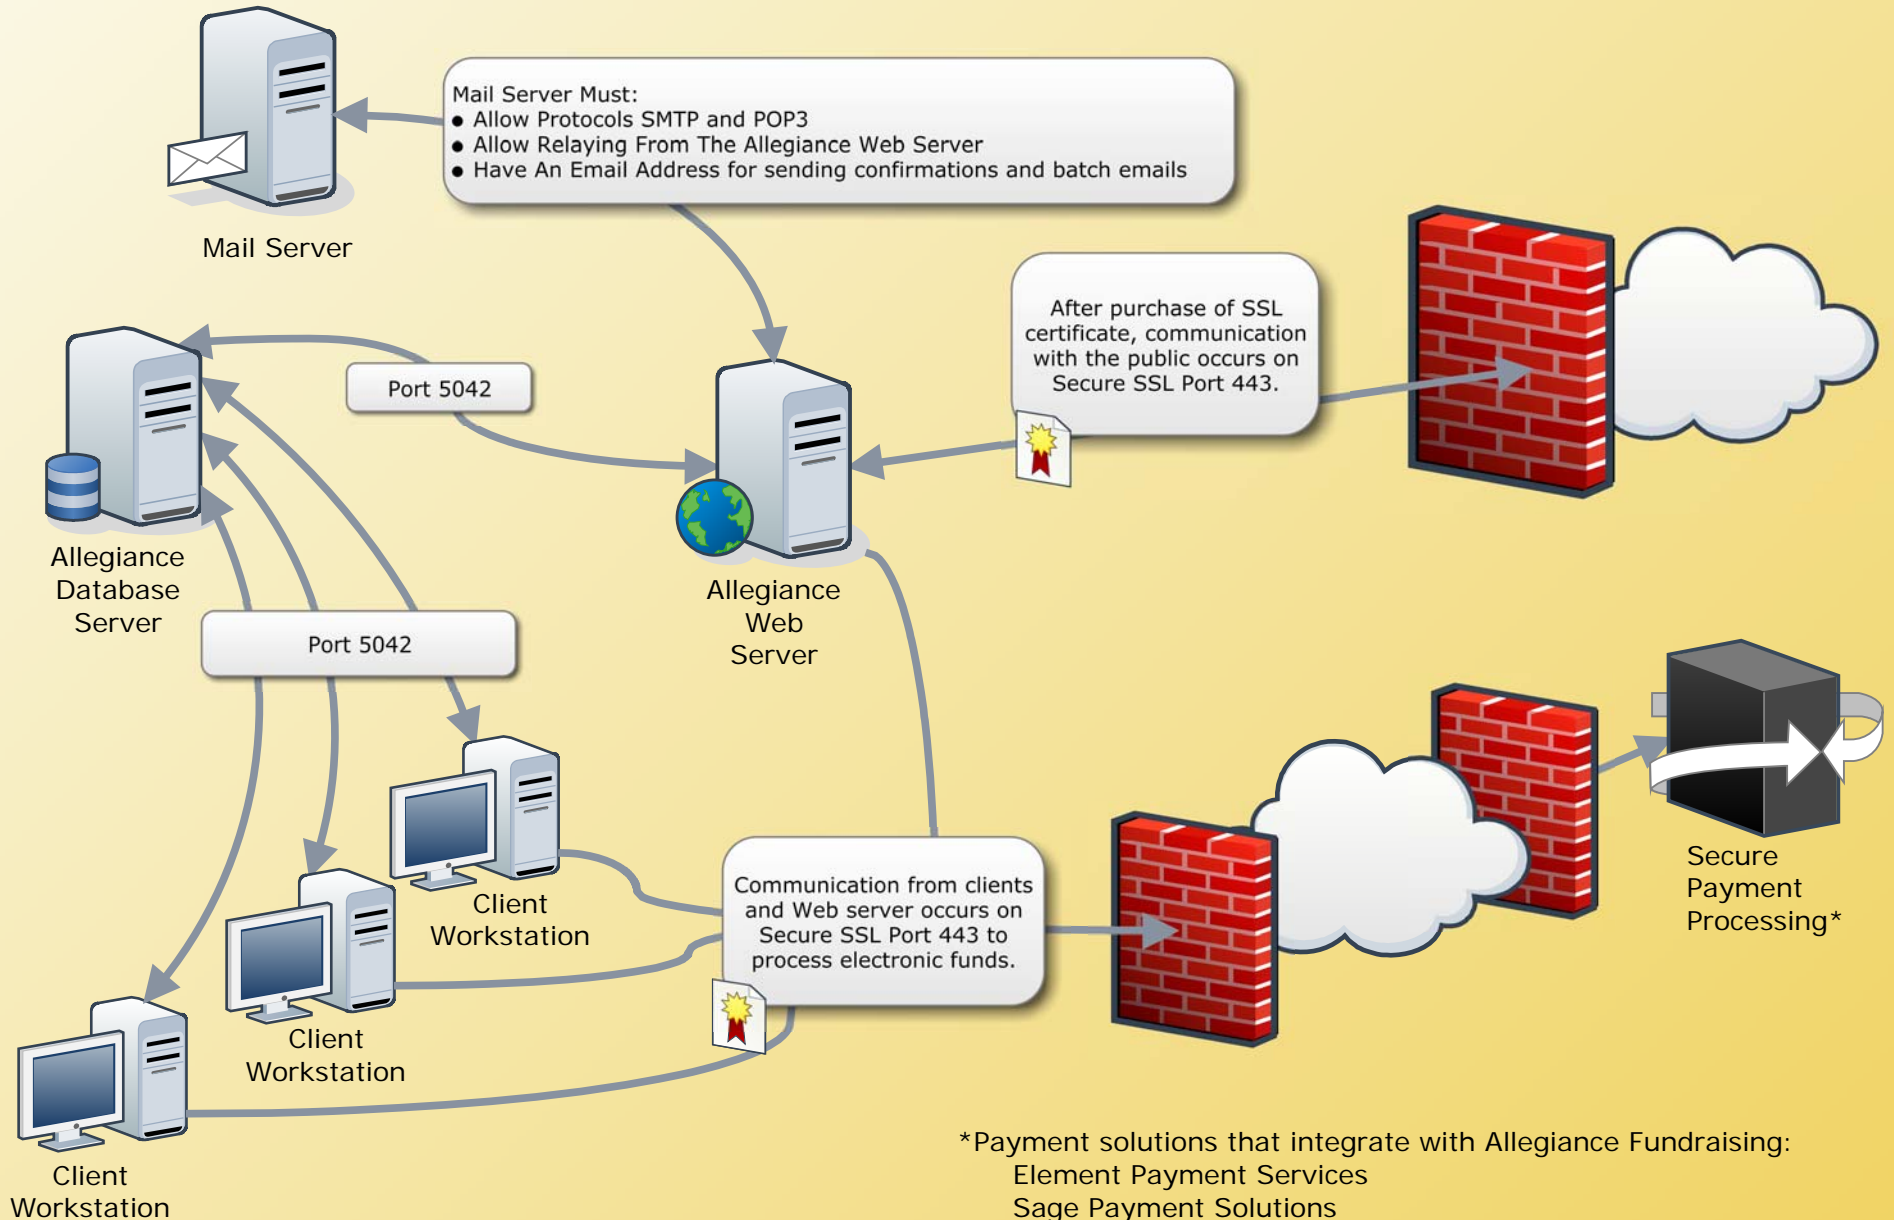 Mail Server Must:
● Allow Protocols SMTP and POP3
● Allow Relaying From The Allegiance Web Server
● Have An Email Address for sending confirmations and batch emails
Mail Server
After purchase of SSL
certificate, communication
with the public occurs on
Secure SSL Port 443.
Port 5042
Allegiance
Database
Server
Allegiance
Web
Server
Port 5042
Secure
Payment
Processing*
Communication from clients
and Web server occurs on
Secure SSL Port 443 to
process electronic funds.
Client
Workstation
Client
Workstation
Client
Workstation
*Payment solutions that integrate with Allegiance Fundraising:
Element Payment Services
Sage Payment Solutions